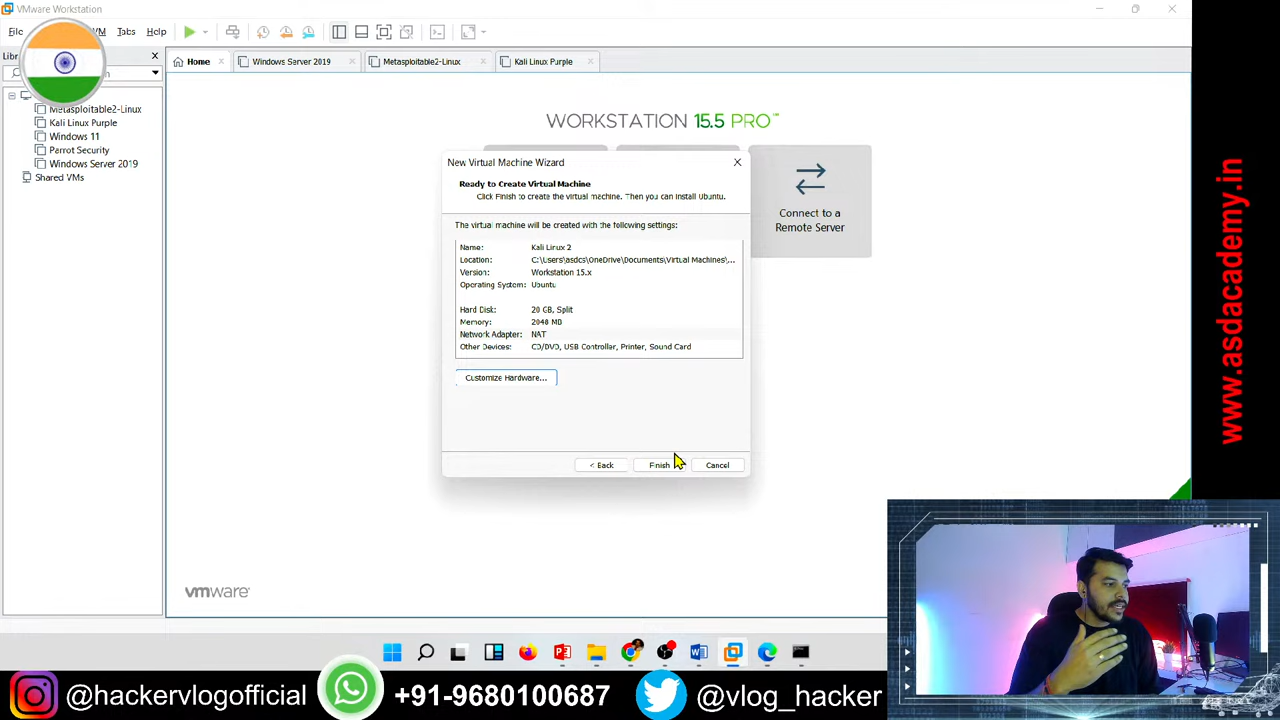 VMware Workstation
File
VM Tabs Help
Home
Windows Server 2019
Metasploitable2-Linux
Kali Linux Purple
Metasploitable2-Linux
Kali Linux Purple
Windows 11
Parrot Security
Windows Server 2019
Shared VMs
WORKSTATION 15.5 PRO™
Connect to a
Remote Server
New Virtual Machine Wizard
Ready to Create Virtual Machine
Click Finish to create the virtual machine. Then you can install Ubuntu.
The virtual machine will be created with the following settings:
Name: Kali Linux 2
Location: C:\Users\asdcs\OneDrive\Documents\Virtual Machines\...
Version: Workstation 15.x
Operating System: Ubuntu
Hard Disk: 20 GB, Split
Memory: 2048 MB
Network Adapter: NAT
Other Devices: CD/DVD, USB Controller, Printer, Sound Card
Customize Hardware...
< Back
Finish
Cancel
vmware
www.asdacademy.in
@hackervlogofficial
+91-9680100687
@vlog_hacker